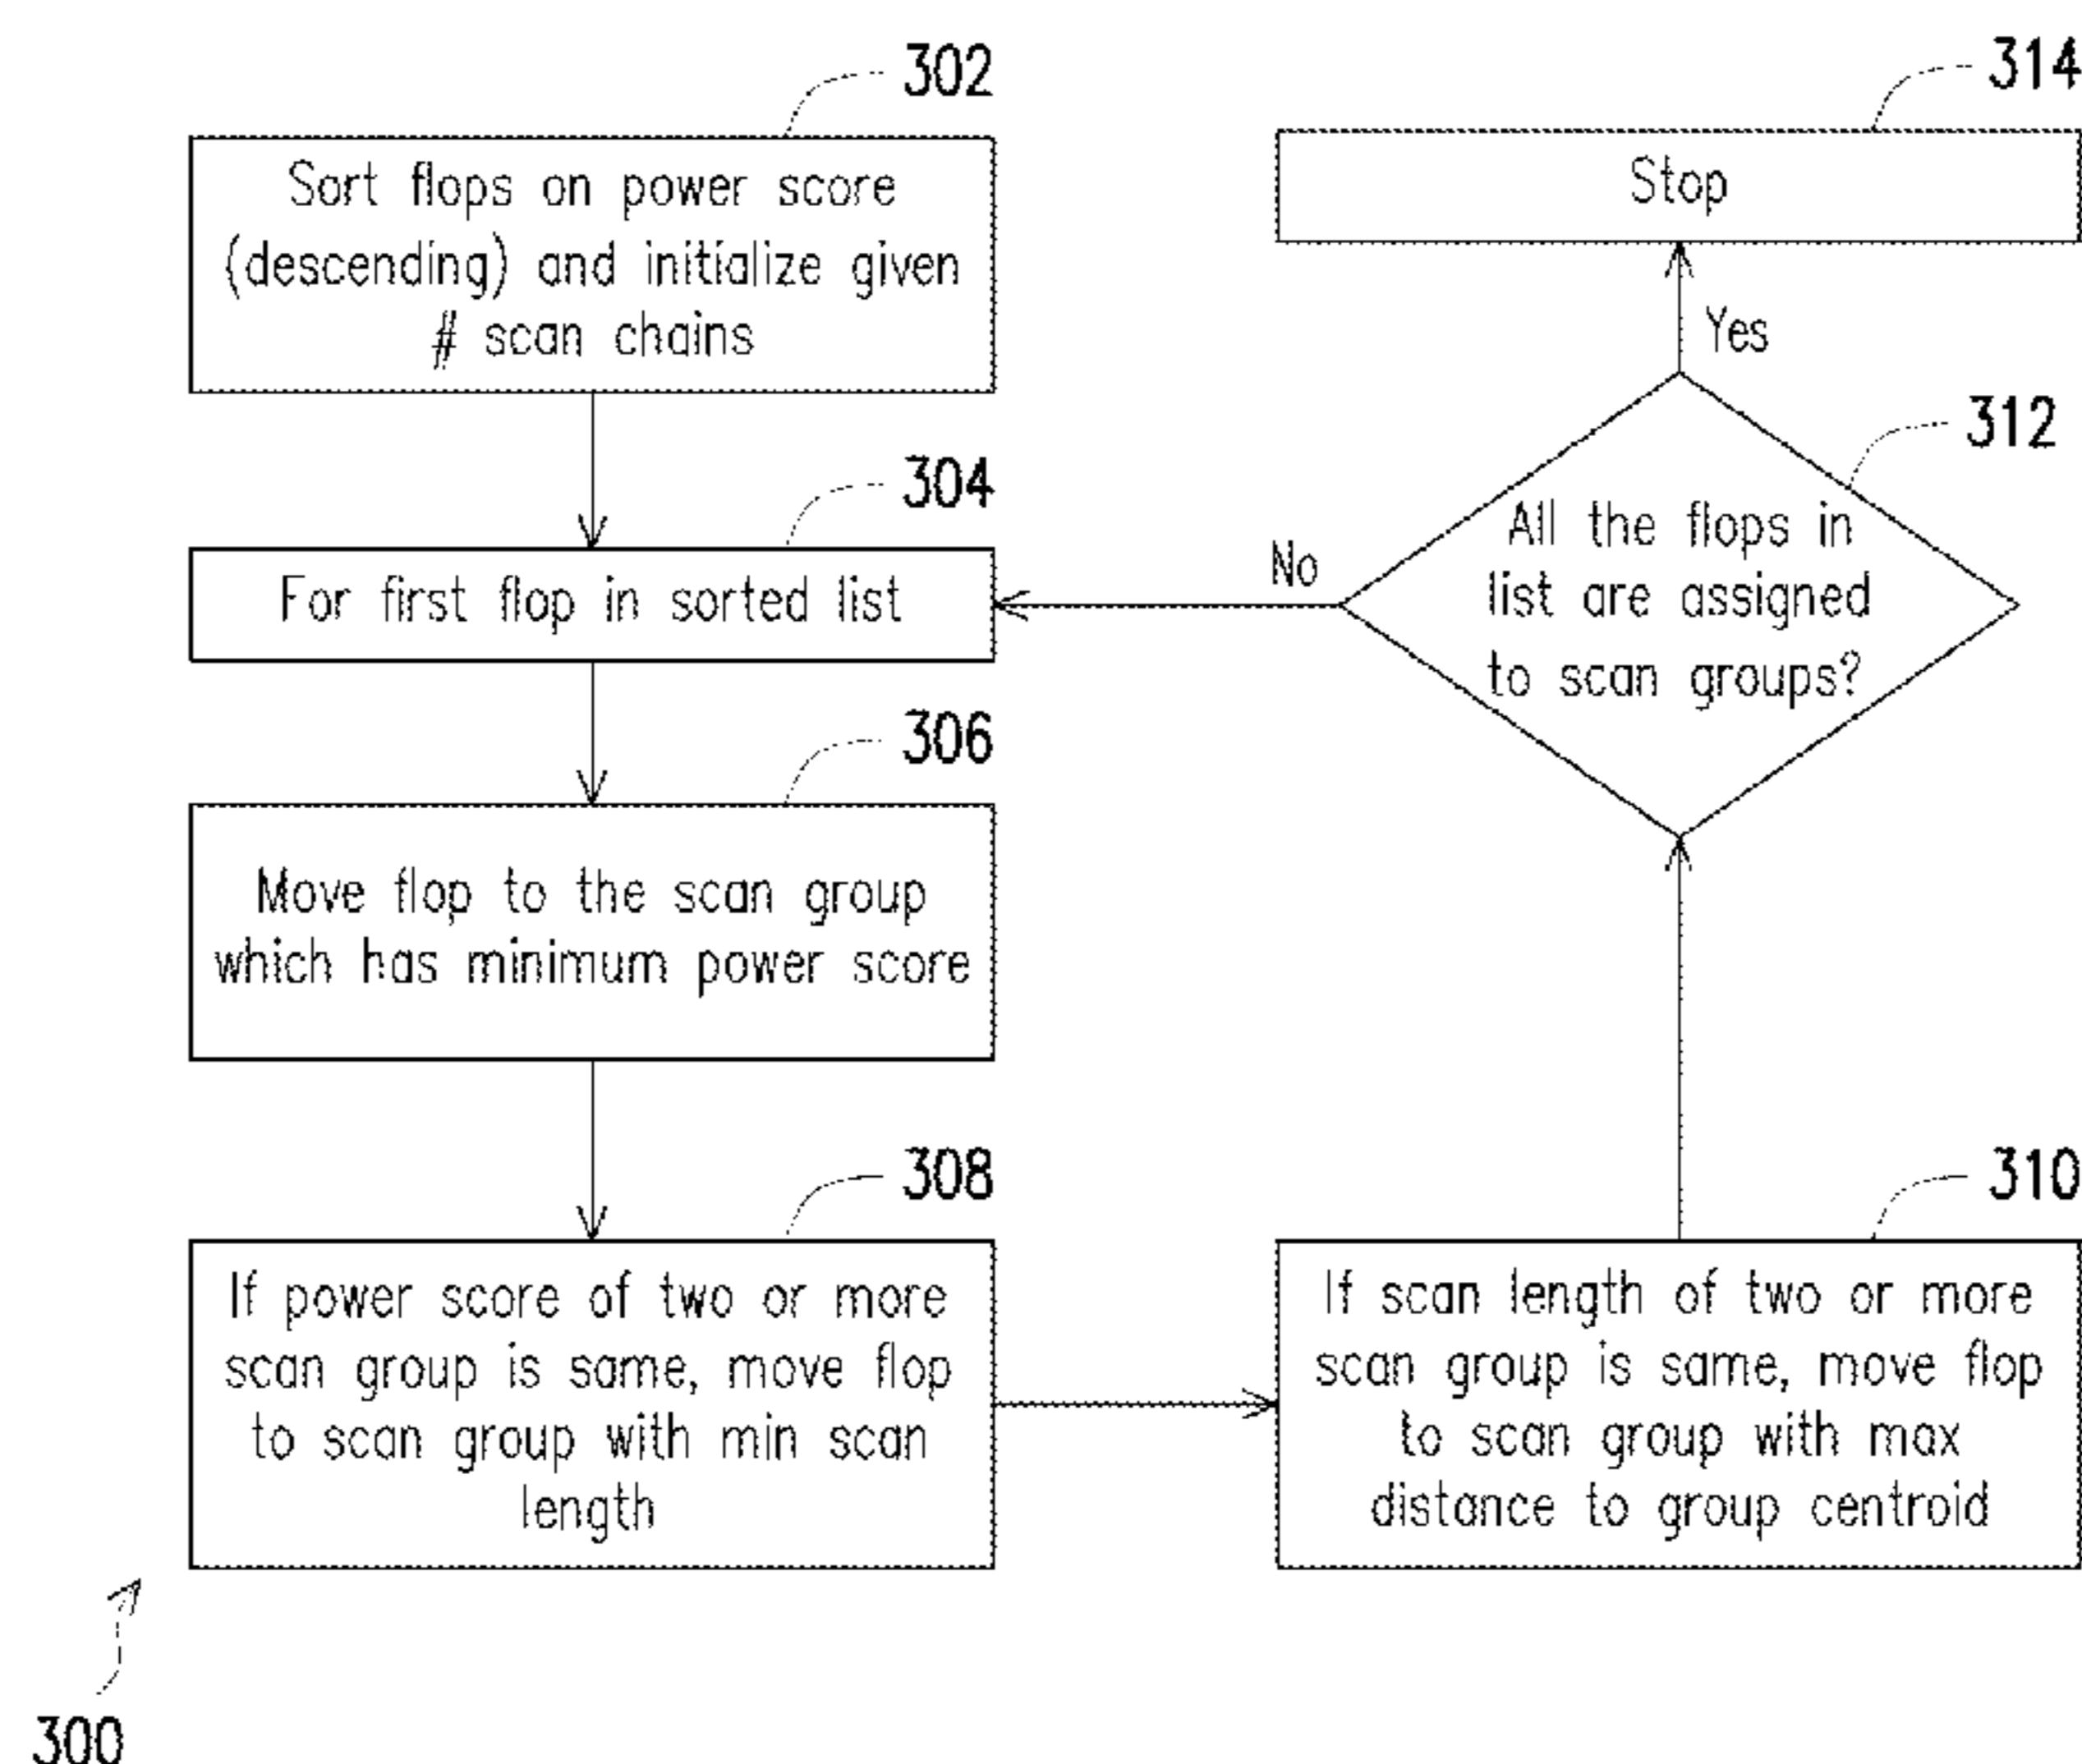 302
Sort flops on power score
(descending) and initialize given
# scan chains
304
For first flop in sorted list
306
Move flop to the scan group
which has minimum power score
308
If power score of two or more
scan group is same, move flop
to scan group with min scan
length
310
If scan length of two or more
scan group is same, move flop
to scan group with max
distance to group centroid
312
All the flops in
list are assigned
to scan groups?
No
Yes
314
Stop
300